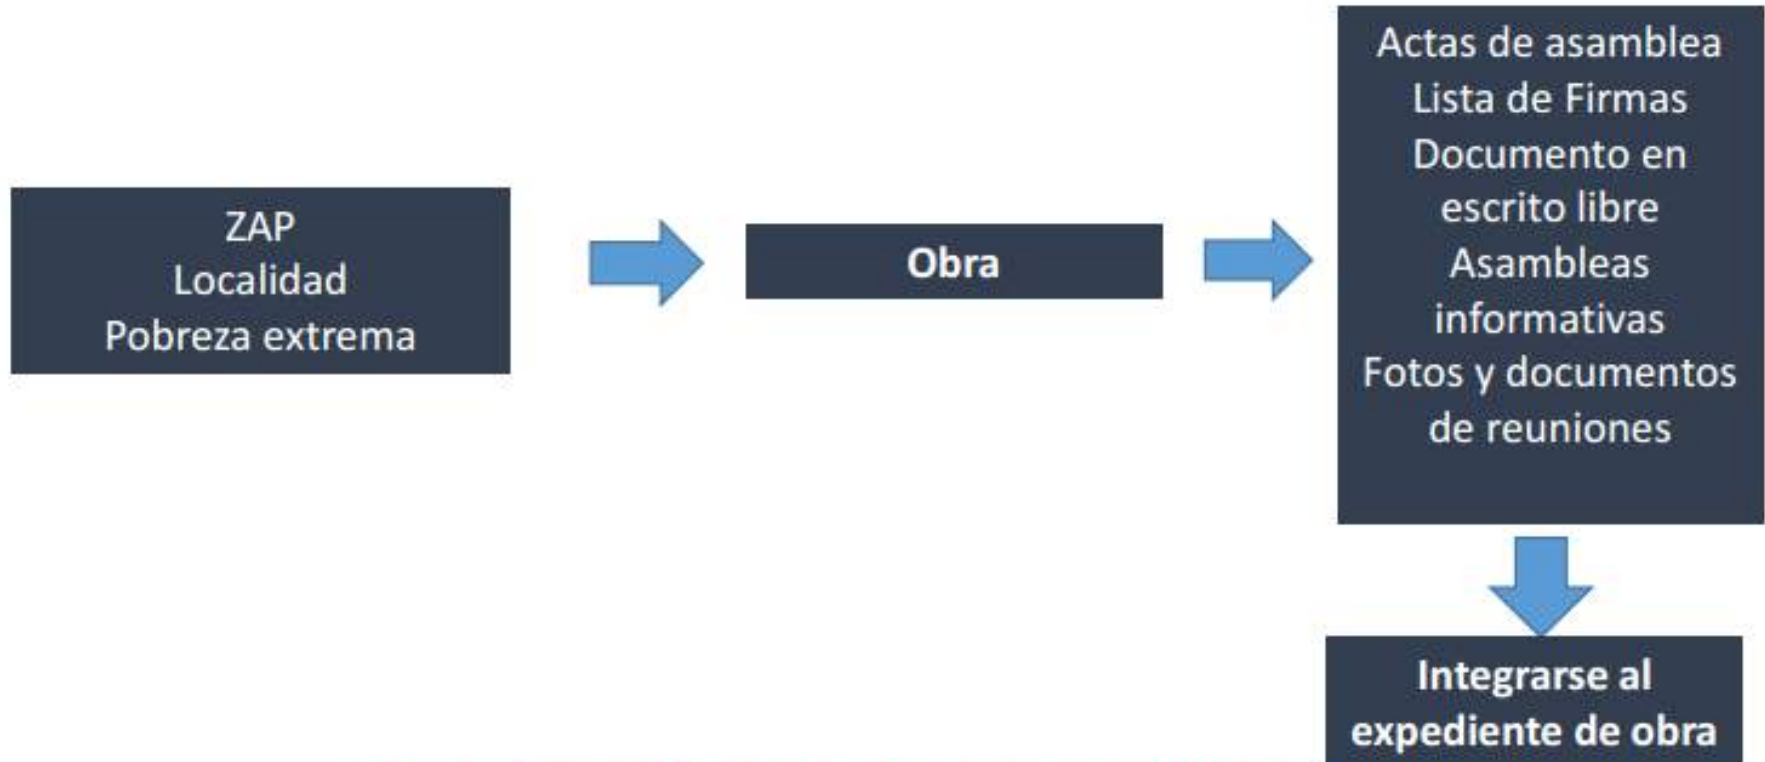 ZAP
Localidad
Pobreza extrema
Obra
Actas de asamblea
Lista de Firmas
Documento en
escrito libre
Asambleas
informativas
Fotos y documentos
de reuniones
Integrarse al
expediente de obra